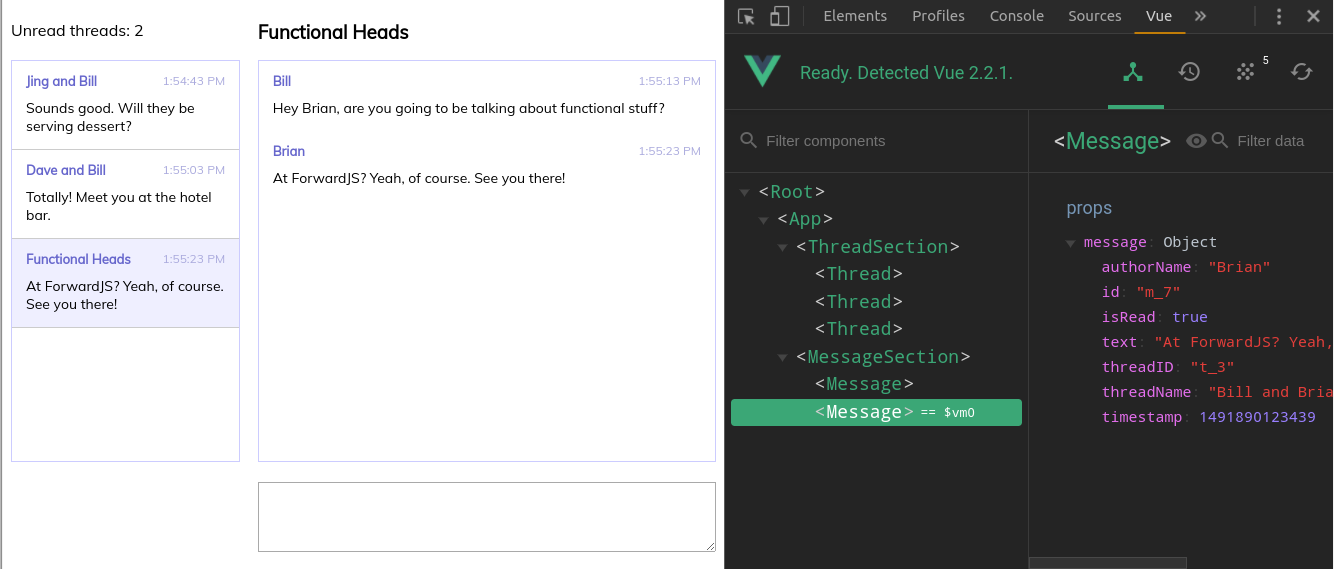 Unread threads: 2
Functional Heads
Jing and Bill 1:54:43 PM
Sounds good. Will they be
serving dessert?
Dave and Bill 1:55:03 PM
Totally! Meet you at the hotel
bar.
Functional Heads 1:55:23 PM
At ForwardJS? Yeah, of course.
See you there!
Bill 1:55:13 PM
Hey Brian, are you going to be talking about functional stuff?
Brian 1:55:23 PM
At ForwardJS? Yeah, of course. See you there!
Elements Profiles Console Sources Vue »
Ready. Detected Vue 2.2.1.
5
Filter components
<Root>
<App>
<ThreadSection>
<Thread>
<Thread>
<Thread>
<MessageSection>
<Message>
<Message> == $vm0
<Message> Filter data
props
message: Object
authorName: "Brian"
id: "m_7"
isRead: true
text: "At ForwardJS? Yeah,
threadID: "t_3"
threadName: "Bill and Bria
timestamp: 1491890123439